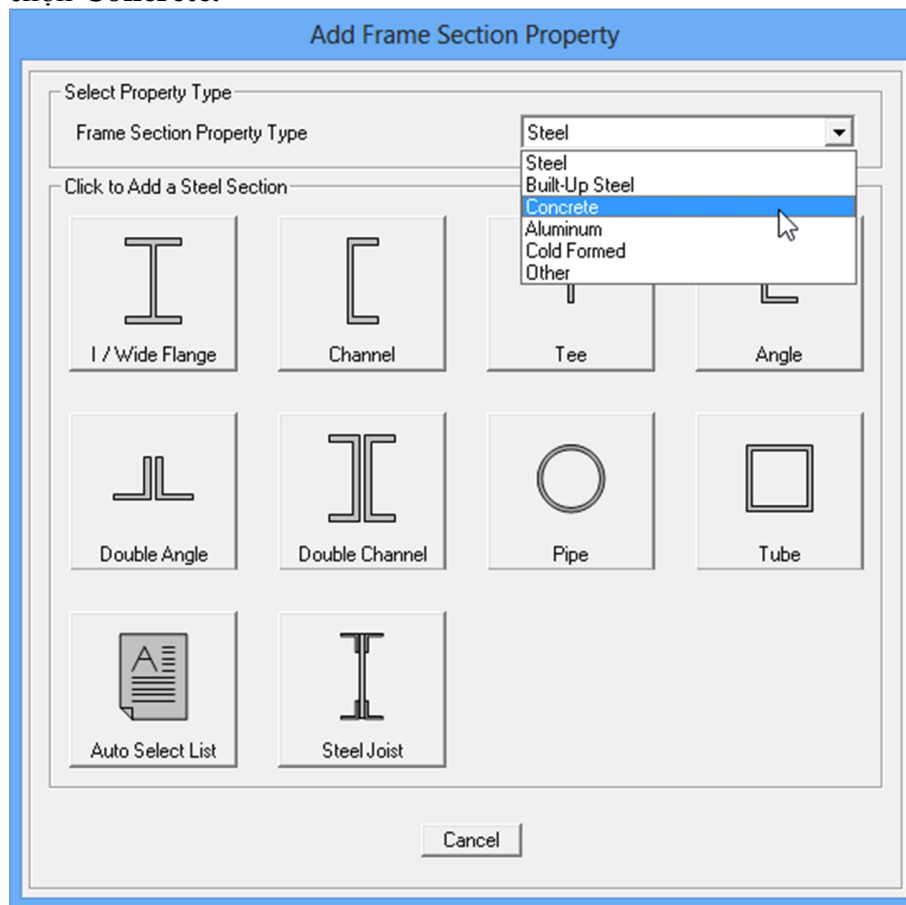 chọn Concrete.
Add Frame Section Property
Select Property Type
Frame Section Property Type
Steel
Steel
Built-Up Steel
Concrete
Aluminum
Cold Formed
Other
Click to Add a Steel Section
I / Wide Flange
Channel
Tee
Angle
Double Angle
Double Channel
Pipe
Tube
A
Auto Select List
Steel Joist
Cancel